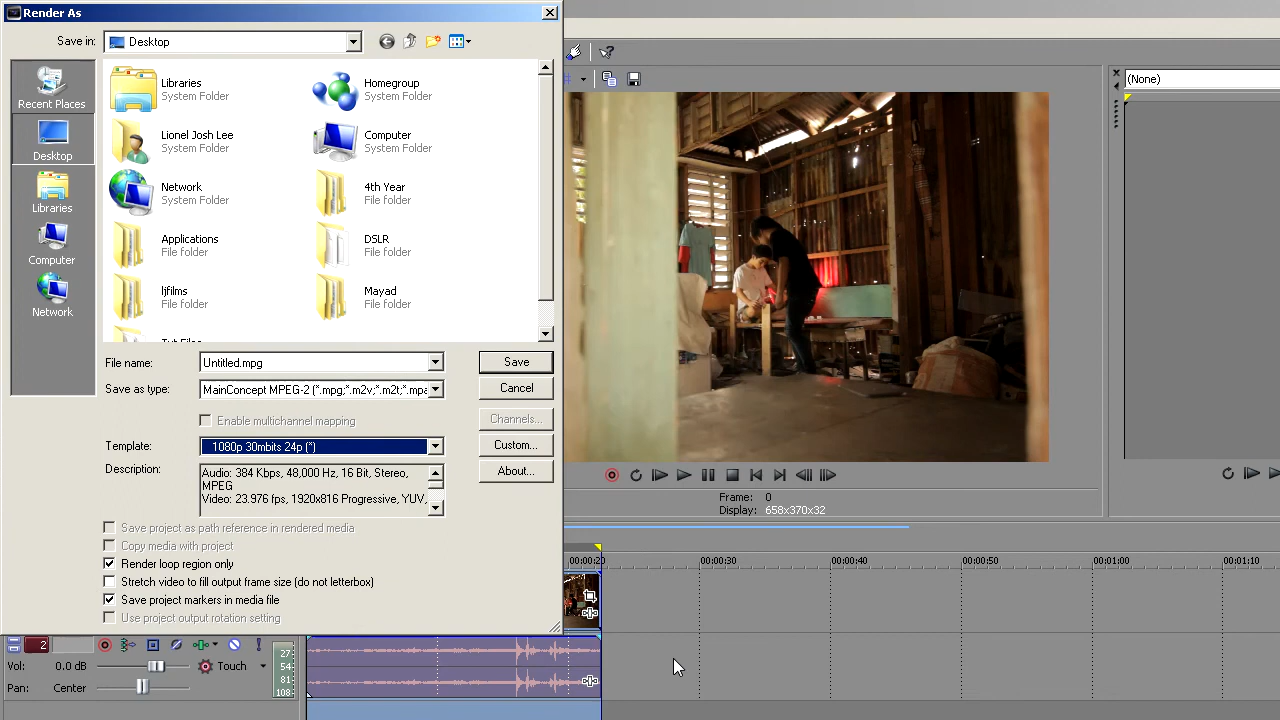 Render As
Save in:
Desktop
(None)
Recent Places
Desktop
Libraries
Computer
Network
Libraries
System Folder
Homegroup
System Folder
Lionel Josh Lee
System Folder
Computer
System Folder
Network
System Folder
4th Year
File folder
Applications
File folder
DSLR
File folder
ljfilms
File folder
Mayad
File folder
File name:
Untitled.mpg
Save
Save as type:
MainConcept MPEG-2 (*.mpg;*.m2v;*.m2t;*.mpa
Cancel
Enable multichannel mapping
Channels...
Template:
1080p 30mbits 24p (*)
Custom...
Description:
Audio: 384 Kbps, 48,000 Hz, 16 Bit, Stereo,
MPEG
Video: 23.976 fps, 1920x816 Progressive, YUV,
About...
Save project as path reference in rendered media
Copy media with project
Render loop region only
Stretch video to fill output frame size (do not letterbox)
Save project markers in media file
Use project output rotation setting
Frame: 0
Display: 658x370x32
00:00:20
00:00:30
00:00:40
00:00:50
00:01:00
00:01:10
2
Vol: 0.0 dB
Touch
Pan: Center
27
54
81
108